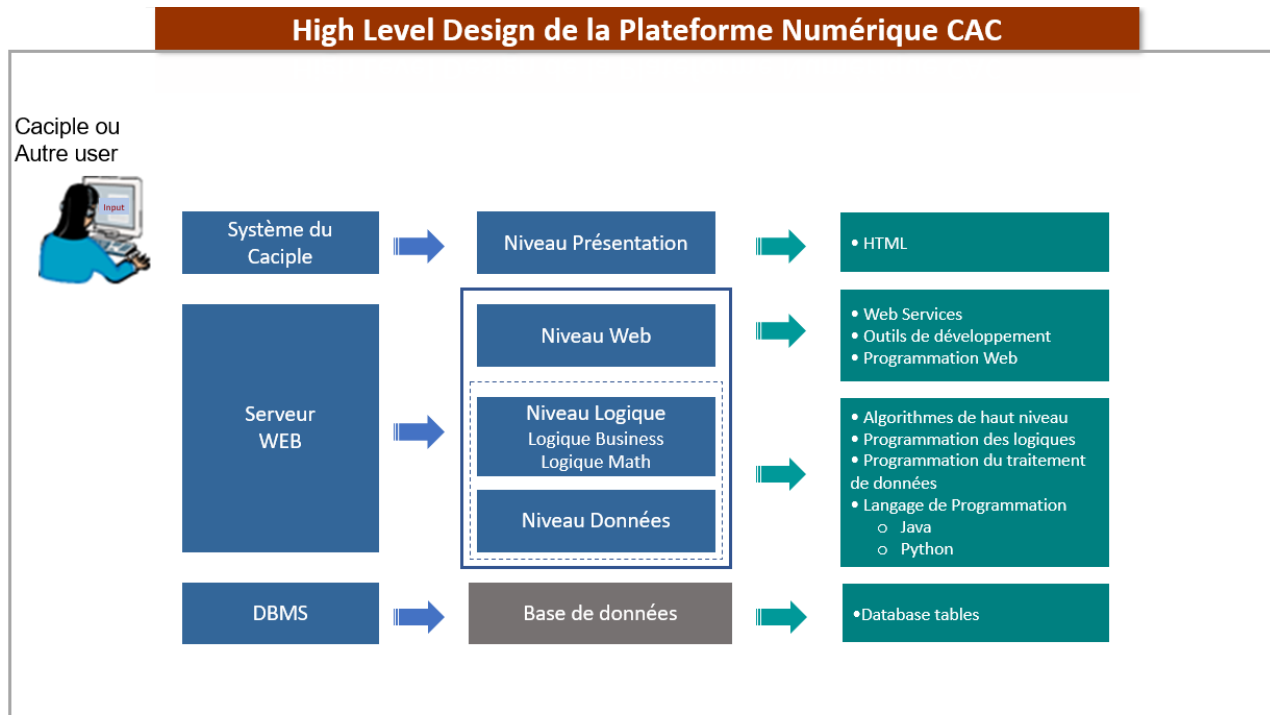 High Level Design de la Plateforme Numérique CAC
Caciple ou
Autre user
Input
Système du
Caciple
Niveau Présentation
• HTML
Serveur
WEB
Niveau Web
• Web Services
• Outils de développement
• Programmation Web
Niveau Logique
Logique Business
Logique Math
Niveau Données
• Algorithmes de haut niveau
• Programmation des logiques
• Programmation du traitement
de données
• Langage de Programmation
o Java
o Python
DBMS
Base de données
•Database tables